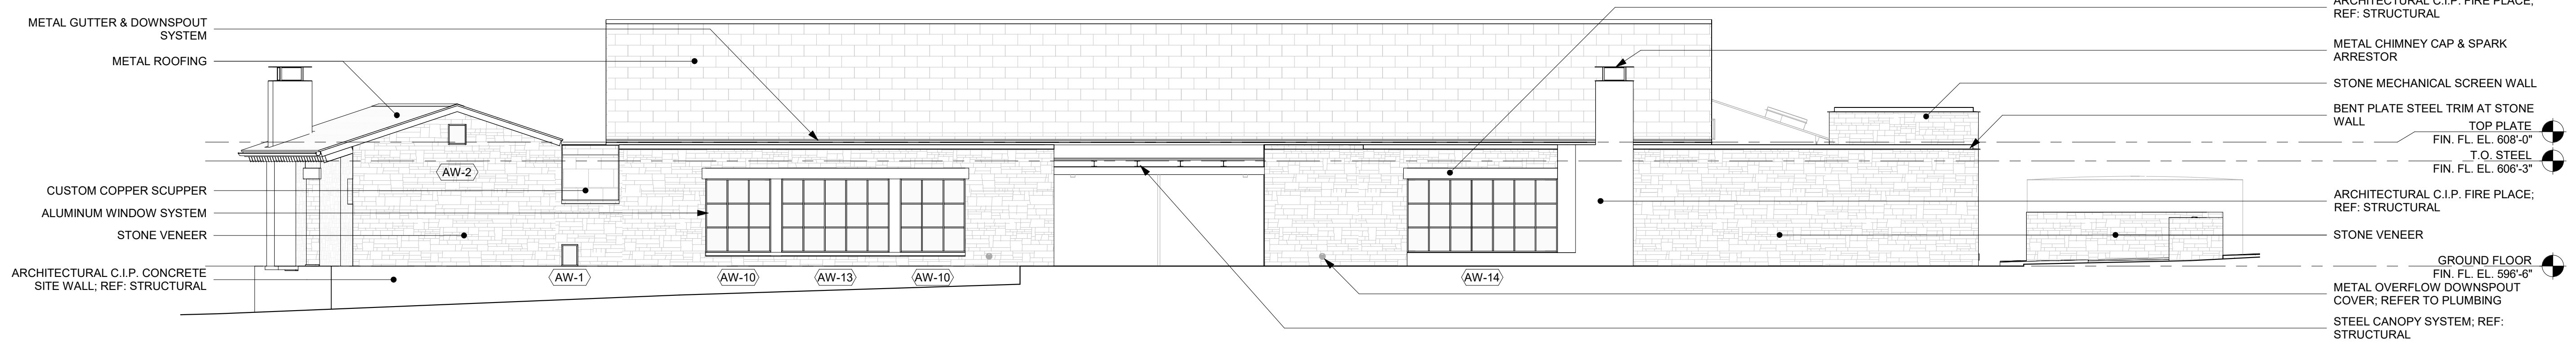 METAL GUTTER & DOWNSPOUT
SYSTEM
METAL ROOFING
CUSTOM COPPER SCUPPER
ALUMINUM WINDOW SYSTEM
STONE VENEER
ARCHITECTURAL C.I.P. CONCRETE
SITE WALL; REF: STRUCTURAL
AW-2
AW-1
AW-10
AW-13
AW-10
AW-14
ARCHITECTURAL C.I.P. FIRE PLACE;
REF: STRUCTURAL
METAL CHIMNEY CAP & SPARK
ARRESTOR
STONE MECHANICAL SCREEN WALL
BENT PLATE STEEL TRIM AT STONE
WALL
TOP PLATE
FIN. FL. EL. 608'-0"
T.O. STEEL
FIN. FL. EL. 606'-3"
ARCHITECTURAL C.I.P. FIRE PLACE;
REF: STRUCTURAL
STONE VENEER
GROUND FLOOR
FIN. FL. EL. 596'-6"
METAL OVERFLOW DOWNSPOUT
COVER; REFER TO PLUMBING
STEEL CANOPY SYSTEM; REF:
STRUCTURAL